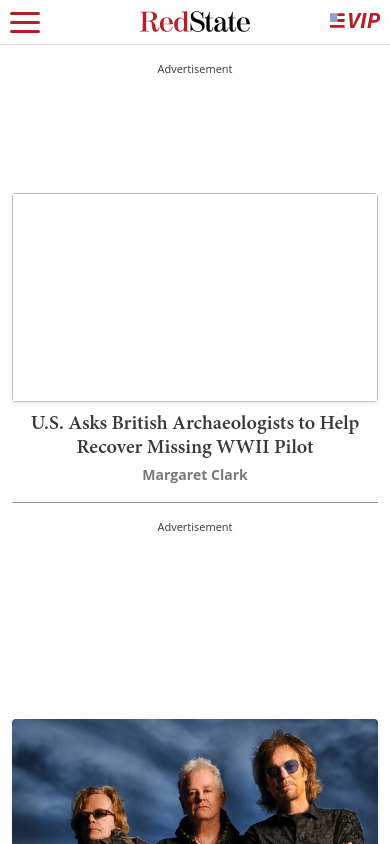 RedState
VIP
Advertisement
U.S. Asks British Archaeologists to Help
Recover Missing WWII Pilot
Margaret Clark
Advertisement